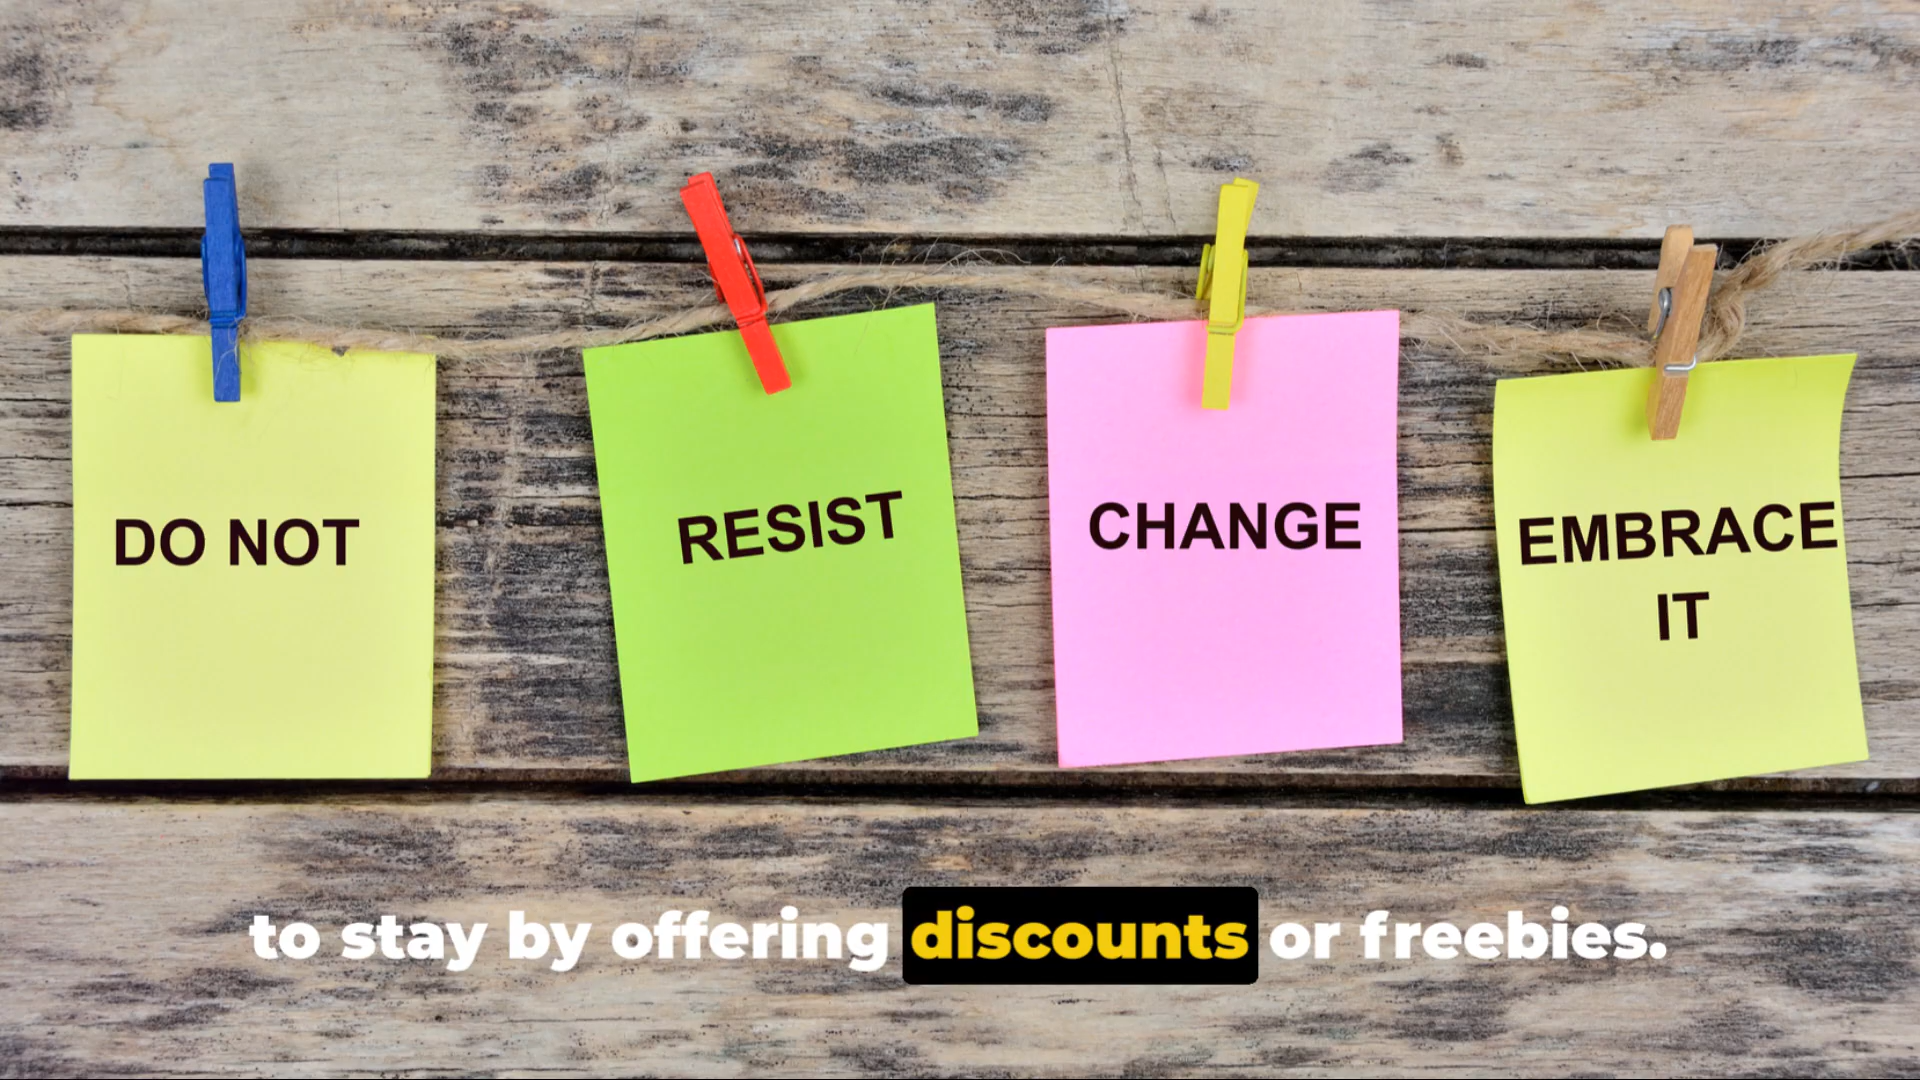 DO NOT
RESIST
CHANGE
EMBRACE
IT
to stay by offering discounts or freebies.